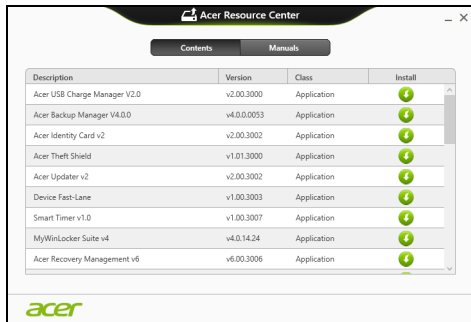 Acer Resource Center
Contents Manuals
Description Version Class Install
Acer USB Charge Manager V2.0 v2.00.3000 Application
Acer Backup Manager V4.0.0 v4.0.0.0053 Application
Acer Identity Card v2 v2.00.3002 Application
Acer Theft Shield v1.01.3000 Application
Acer Updater v2 v2.00.3002 Application
Device Fast-Lane v1.00.3003 Application
Smart Timer v1.0 v1.00.3007 Application
MyWinLocker Suite v4 v4.0.14.24 Application
Acer Recovery Management v6 v6.00.3006 Application
acer